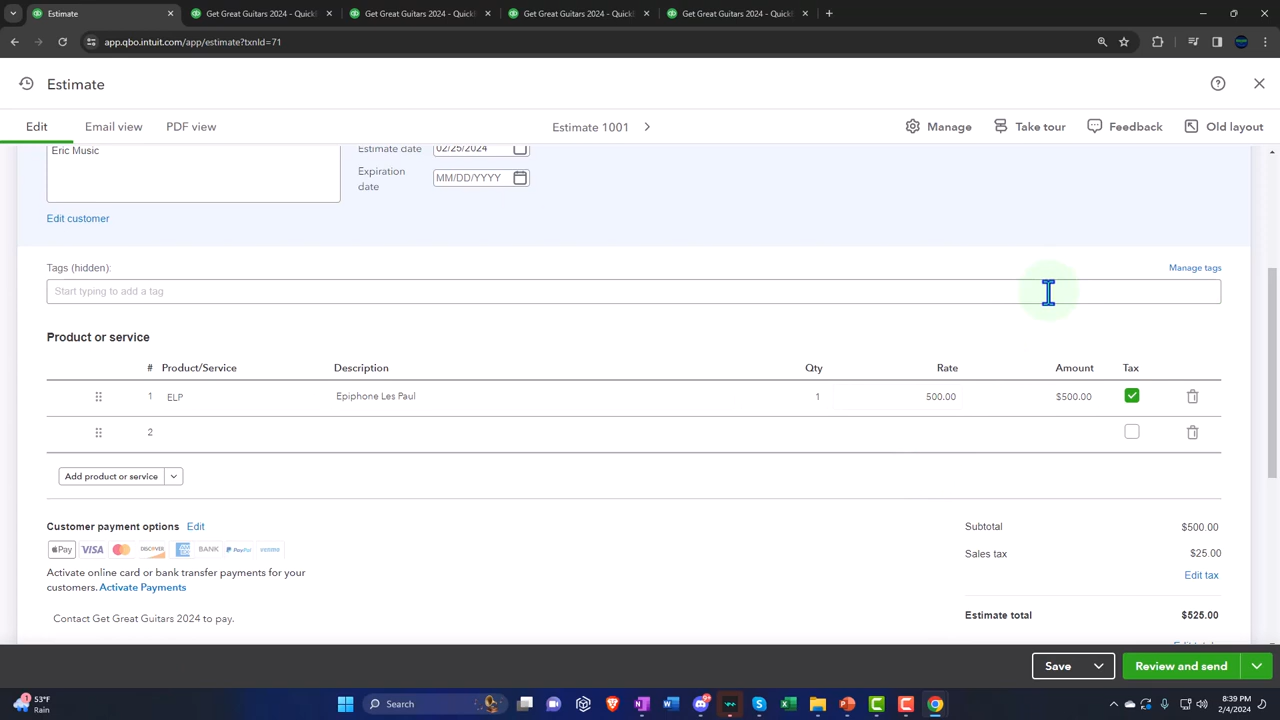 Estimate
Get Great Guitars 2024 - QuickB
Get Great Guitars 2024 - QuickB
Get Great Guitars 2024 - QuickB
Get Great Guitars 2024 - QuickB
app.qbo.intuit.com/app/estimate?txnId=71
Estimate
Edit
Email view
PDF view
Estimate 1001
Manage
Take tour
Feedback
Old layout
Eric Music
Estimate date
02/25/2024
Expiration
date
MM/DD/YYYY
Edit customer
Tags (hidden):
Manage tags
Start typing to add a tag
Product or service
# Product/Service Description Qty Rate Amount Tax
1 ELP Epiphone Les Paul 1 500.00 $500.00
2
Add product or service
Customer payment options Edit
Pay VISA DISCOVER BANK PayPal venmo
Activate online card or bank transfer payments for your
customers. Activate Payments
Contact Get Great Guitars 2024 to pay.
Subtotal $500.00
Sales tax $25.00
Edit tax
Estimate total $525.00
Save
Review and send
53°F
Rain
Search
8:39 PM
2/4/2024